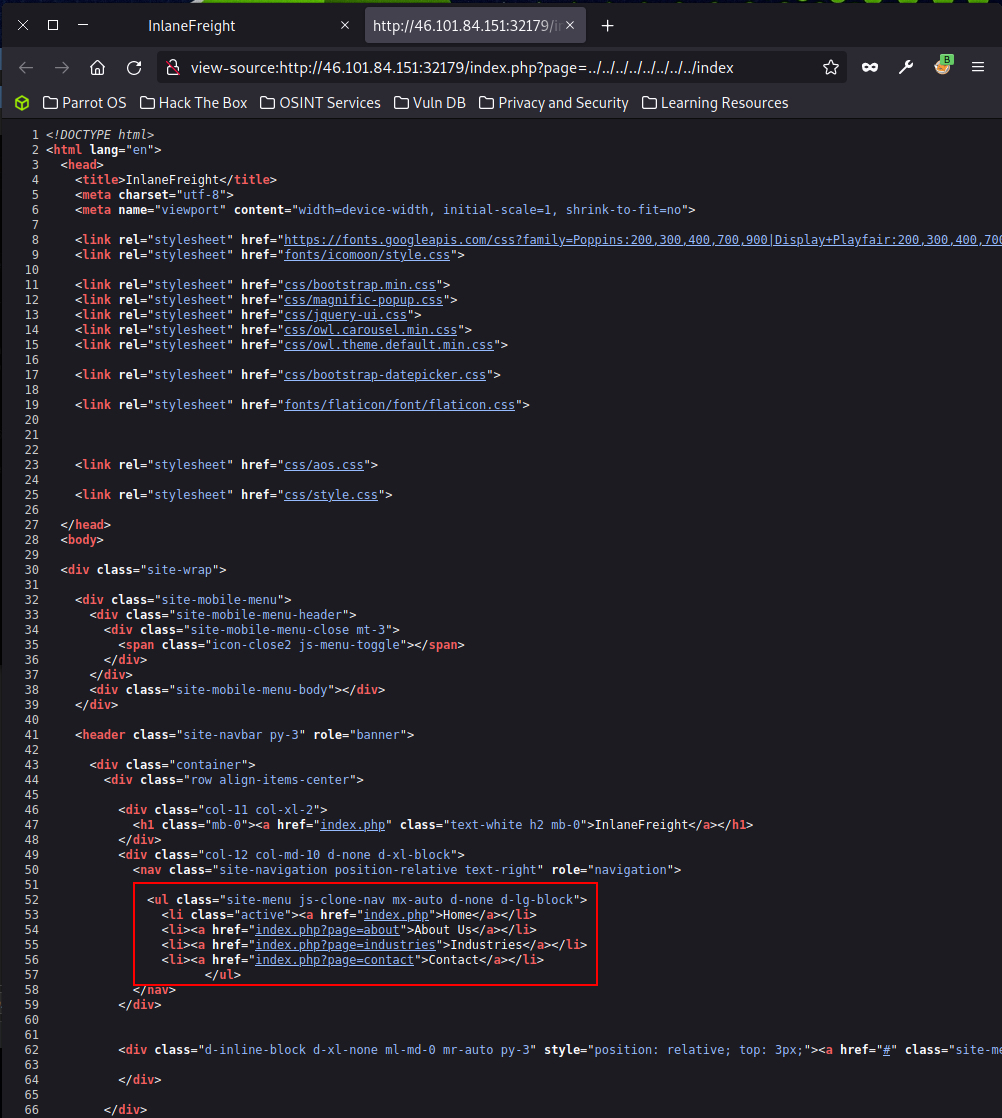 InlaneFreight
http://46.101.84.151:32179/i
view-source:http://46.101.84.151:32179/index.php?page=../../../../../../../../index
B
Parrot OS Hack The Box OSINT Services Vuln DB Privacy and Security Learning Resources
1 <!DOCTYPE html>
2 <html lang="en">
3 <head>
4 <title>InlaneFreight</title>
5 <meta charset="utf-8">
6 <meta name="viewport" content="width=device-width, initial-scale=1, shrink-to-fit=no">
7
8 <link rel="stylesheet" href="https://fonts.googleapis.com/css?family=Poppins:200,300,400,700,900|Display+Playfair:200,300,400,700
9 <link rel="stylesheet" href="fonts/icomoon/style.css">
10
11 <link rel="stylesheet" href="css/bootstrap.min.css">
12 <link rel="stylesheet" href="css/magnific-popup.css">
13 <link rel="stylesheet" href="css/jquery-ui.css">
14 <link rel="stylesheet" href="css/owl.carousel.min.css">
15 <link rel="stylesheet" href="css/owl.theme.default.min.css">
16
17 <link rel="stylesheet" href="css/bootstrap-datepicker.css">
18
19 <link rel="stylesheet" href="fonts/flaticon/font/flaticon.css">
20
21
22
23 <link rel="stylesheet" href="css/aos.css">
24
25 <link rel="stylesheet" href="css/style.css">
26
27 </head>
28 <body>
29
30 <div class="site-wrap">
31
32 <div class="site-mobile-menu">
33 <div class="site-mobile-menu-header">
34 <div class="site-mobile-menu-close mt-3">
35 <span class="icon-close2 js-menu-toggle"></span>
36 </div>
37 </div>
38 <div class="site-mobile-menu-body"></div>
39 </div>
40
41 <header class="site-navbar py-3" role="banner">
42
43 <div class="container">
44 <div class="row align-items-center">
45
46 <div class="col-11 col-xl-2">
47 <h1 class="mb-0"><a href="index.php" class="text-white h2 mb-0">InlaneFreight</a></h1>
48 </div>
49 <div class="col-12 col-md-10 d-none d-xl-block">
50 <nav class="site-navigation position-relative text-right" role="navigation">
51
52 <ul class="site-menu js-clone-nav mx-auto d-none d-lg-block">
53 <li class="active"><a href="index.php">Home</a></li>
54 <li><a href="index.php?page=about">About Us</a></li>
55 <li><a href="index.php?page=industries">Industries</a></li>
56 <li><a href="index.php?page=contact">Contact</a></li>
57 </ul>
58 </nav>
59 </div>
60
61
62 <div class="d-inline-block d-xl-none ml-md-0 mr-auto py-3" style="position: relative; top: 3px;"><a href="#" class="site-me
63
64 </div>
65
66 </div>